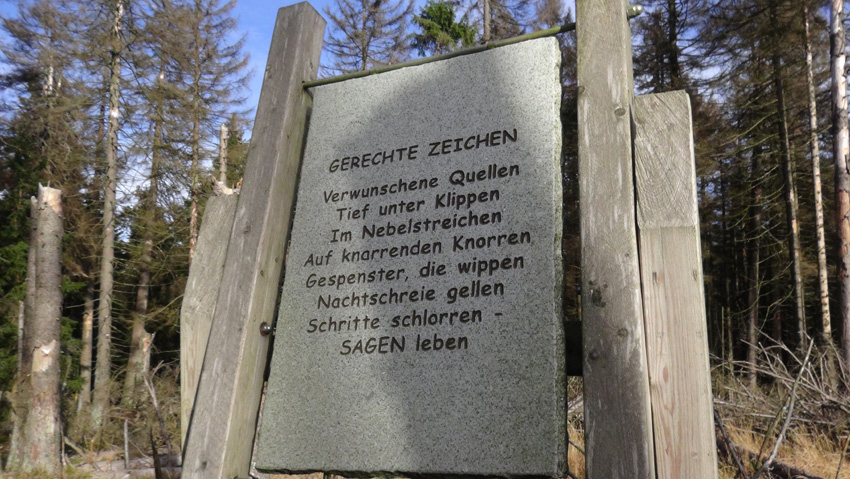 GERECHTE ZEICHEN
Verwunschene Quellen
Tief unter Klippen
Im Nebelstreichen
Auf knarrenden Knorren
Gespenster, die wippen
Nachtschreie gellen
Schritte schlorren -
SAGEN leben